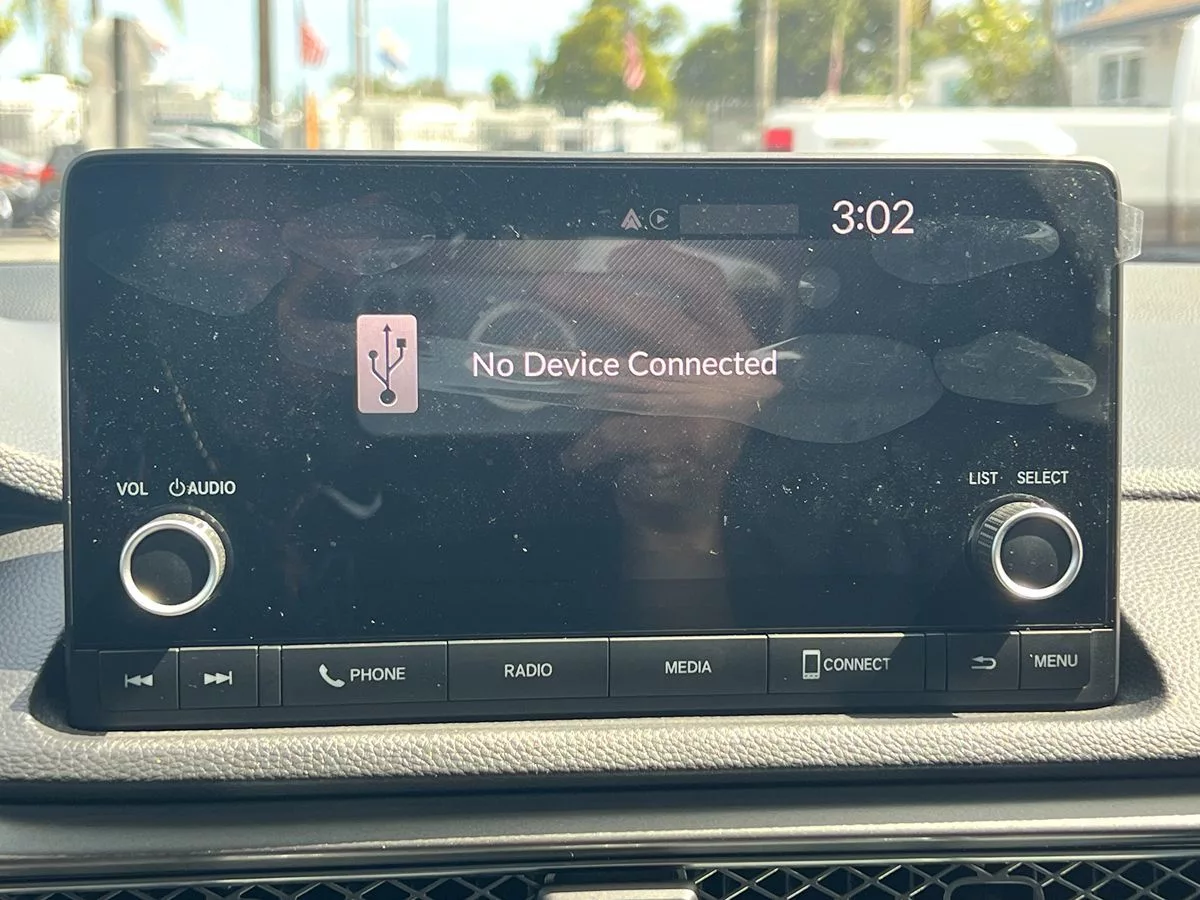 3:02
No Device Connected
VOL AUDIO
LIST SELECT
PHONE RADIO MEDIA CONNECT MENU